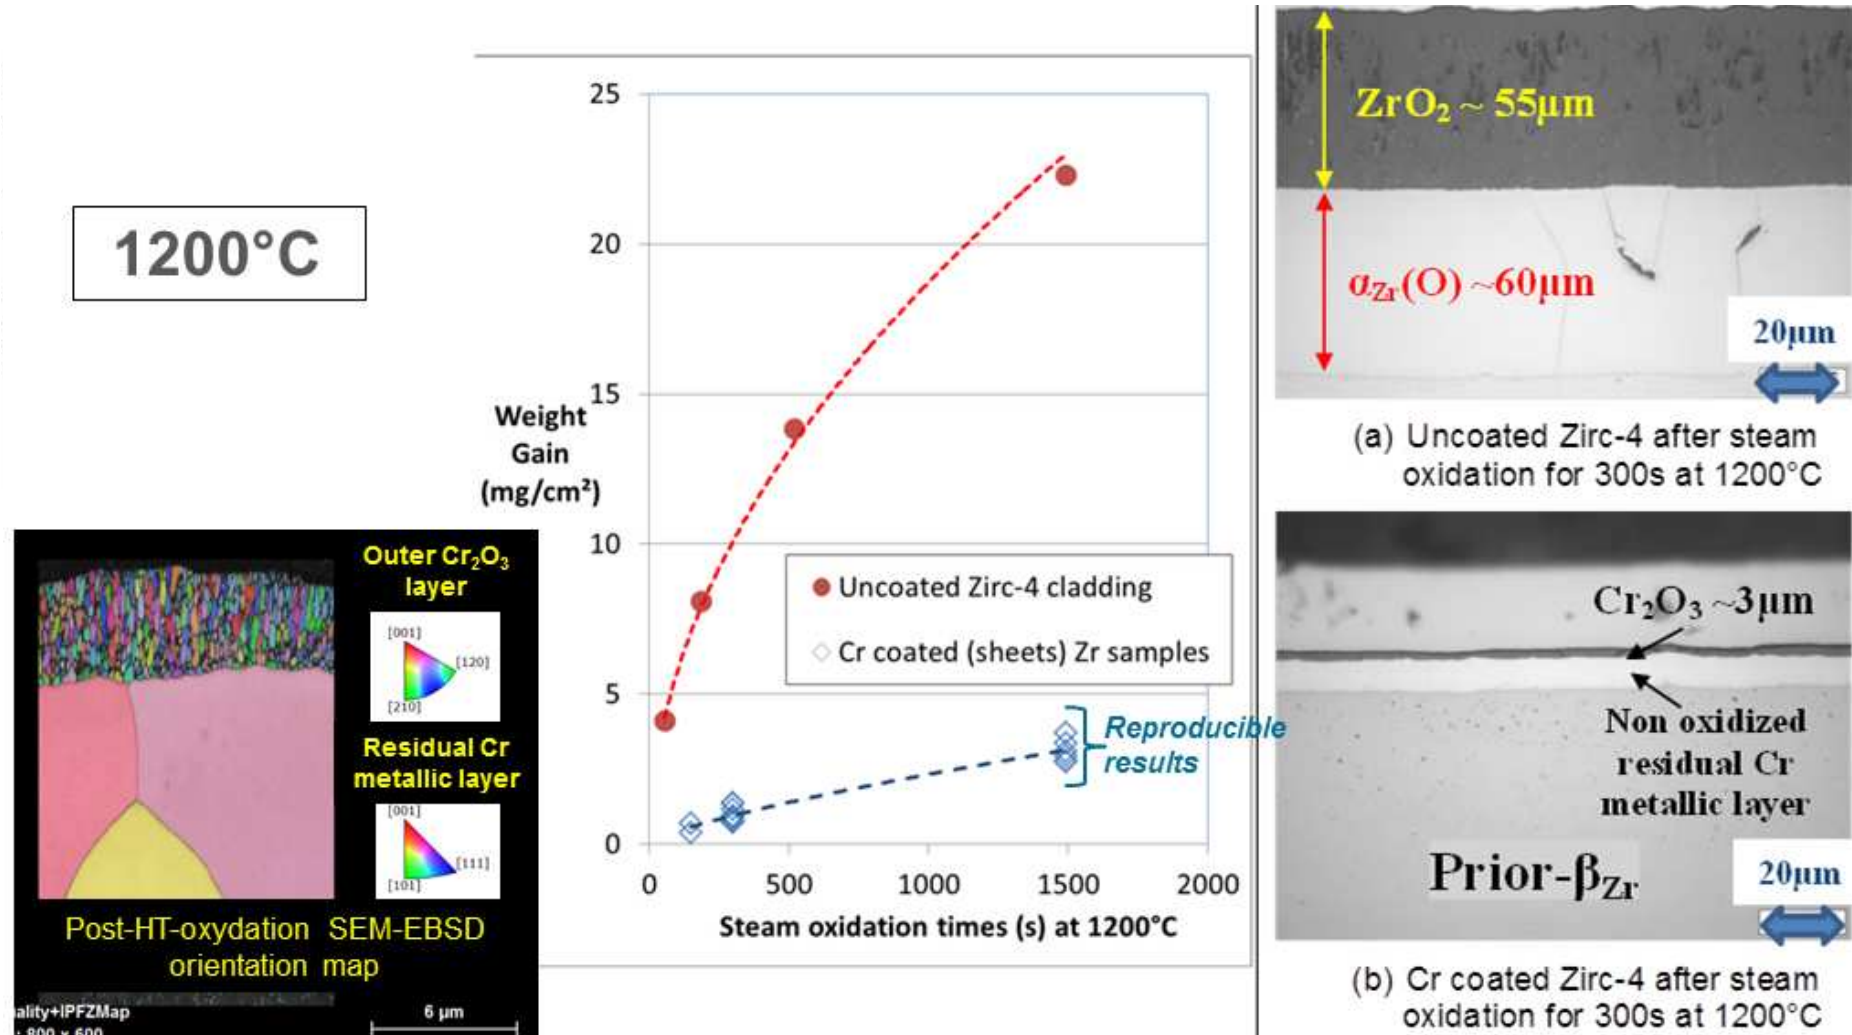 1200°C
25
20
15
10
5
0
0 500 1000 1500 2000
Weight
Gain
(mg/cm²)
Steam oxidation times (s) at 1200°C
Uncoated Zirc-4 cladding
Cr coated (sheets) Zr samples
Reproducible
results
Outer Cr₂O₃
layer
[001]
[120]
[210]
Residual Cr
metallic layer
[001]
[111]
[101]
Post-HT-oxydation SEM-EBSD
orientation map
ality+IPFZMap
: 800 x 600
6 µm
ZrO₂ ~ 55µm
αZr(O) ~60µm
20µm
(a) Uncoated Zirc-4 after steam
oxidation for 300s at 1200°C
Cr₂O₃ ~3µm
Non oxidized
residual Cr
metallic layer
Prior-βZr
20µm
(b) Cr coated Zirc-4 after steam
oxidation for 300s at 1200°C